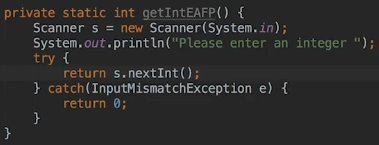 private static int getIntEAFP() {
    Scanner s = new Scanner(System.in);
    System.out.println("Please enter an integer ");
    try {
        return s.nextInt();
    } catch(InputMismatchException e) {
        return 0;
    }
}